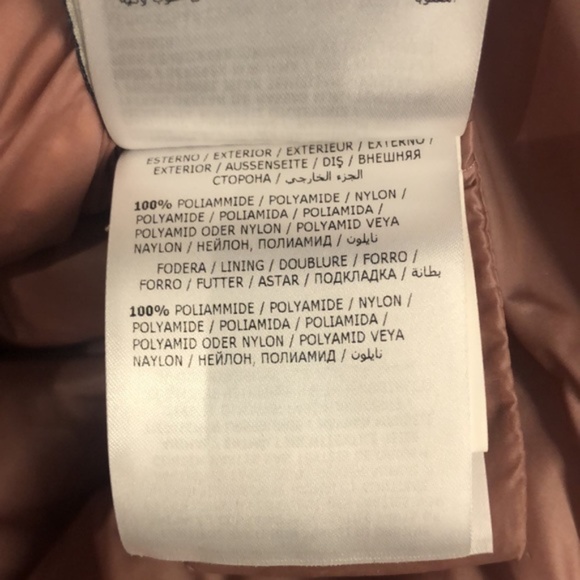 ESTERNO / EXTERIOR / EXTERIEUR / EXTERNO /
EXTERIOR / AUSSENSEITE / DIŞ / ВНЕШНЯЯ
СТОРОНА / الجزء الخارجي
100% POLIAMMIDE / POLYAMIDE / NYLON /
POLYAMIDE / POLIAMIDA / POLIAMIDA /
POLYAMID ODER NYLON / POLYAMID VEYA
NAYLON / НЕЙЛОН, ПОЛИАМИД / نايلون
FODERA / LINING / DOUBLURE / FORRO /
FORRO / FUTTER / ASTAR / ПОДКЛАДКА / بطانة
100% POLIAMMIDE / POLYAMIDE / NYLON /
POLYAMIDE / POLIAMIDA / POLIAMIDA /
POLYAMID ODER NYLON / POLYAMID VEYA
NAYLON / НЕЙЛОН, ПОЛИАМИД / نايلون